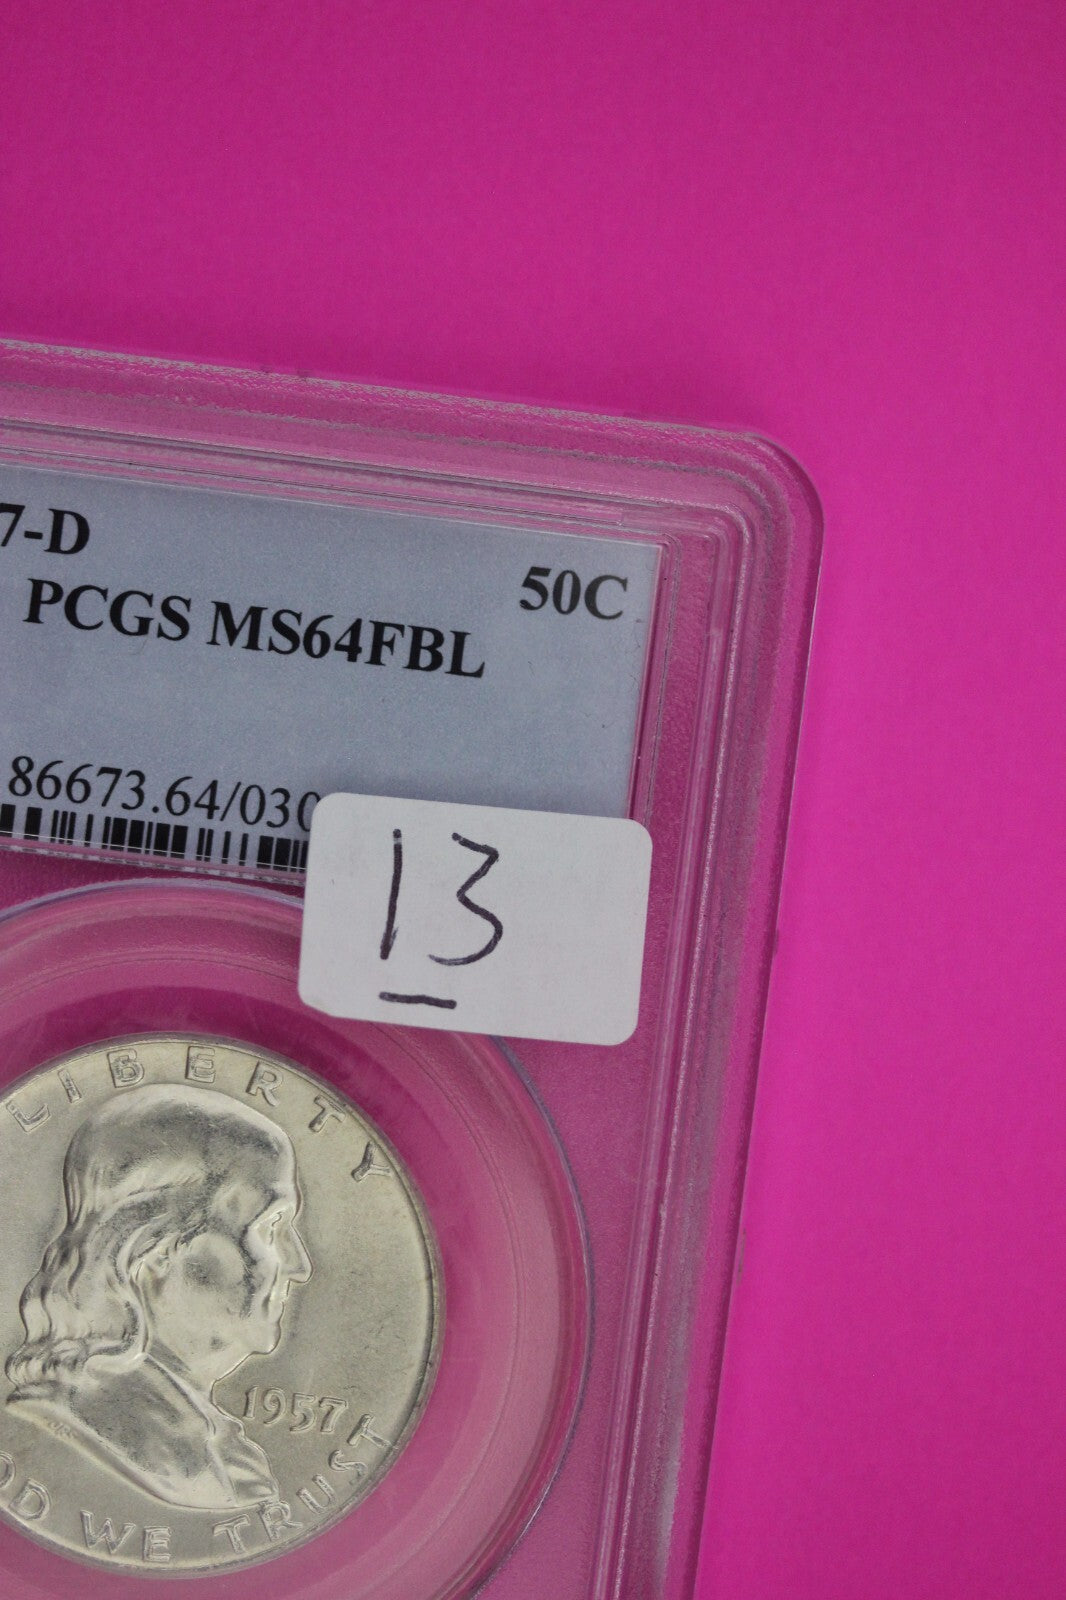 7-D
50C
PCGS MS64FBL
86673.64/030
13
LIBERTY
1957
OD WE TRUST